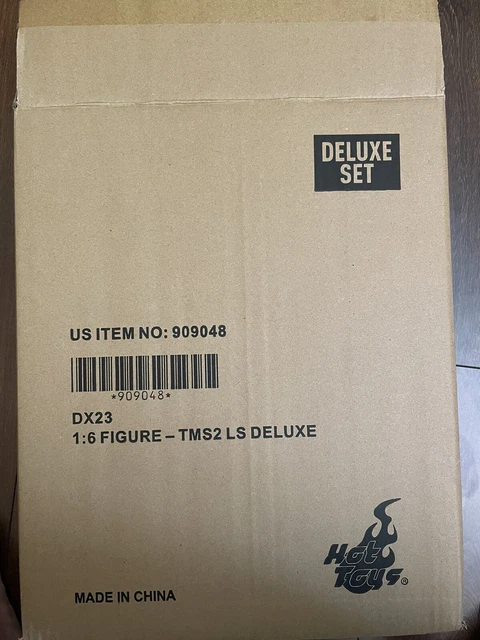 DELUXE
SET
US ITEM NO: 909048
*909048*
DX23
1:6 FIGURE – TMS2 LS DELUXE
Hot
Toys®
MADE IN CHINA